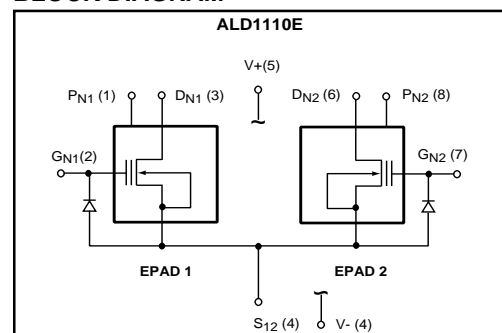 ALD1110E
V+(5)
PN1 (1) DN1 (3) DN2 (6) PN2 (8)
GN1(2) GN2 (7)
EPAD 1 EPAD 2
S12 (4) V- (4)